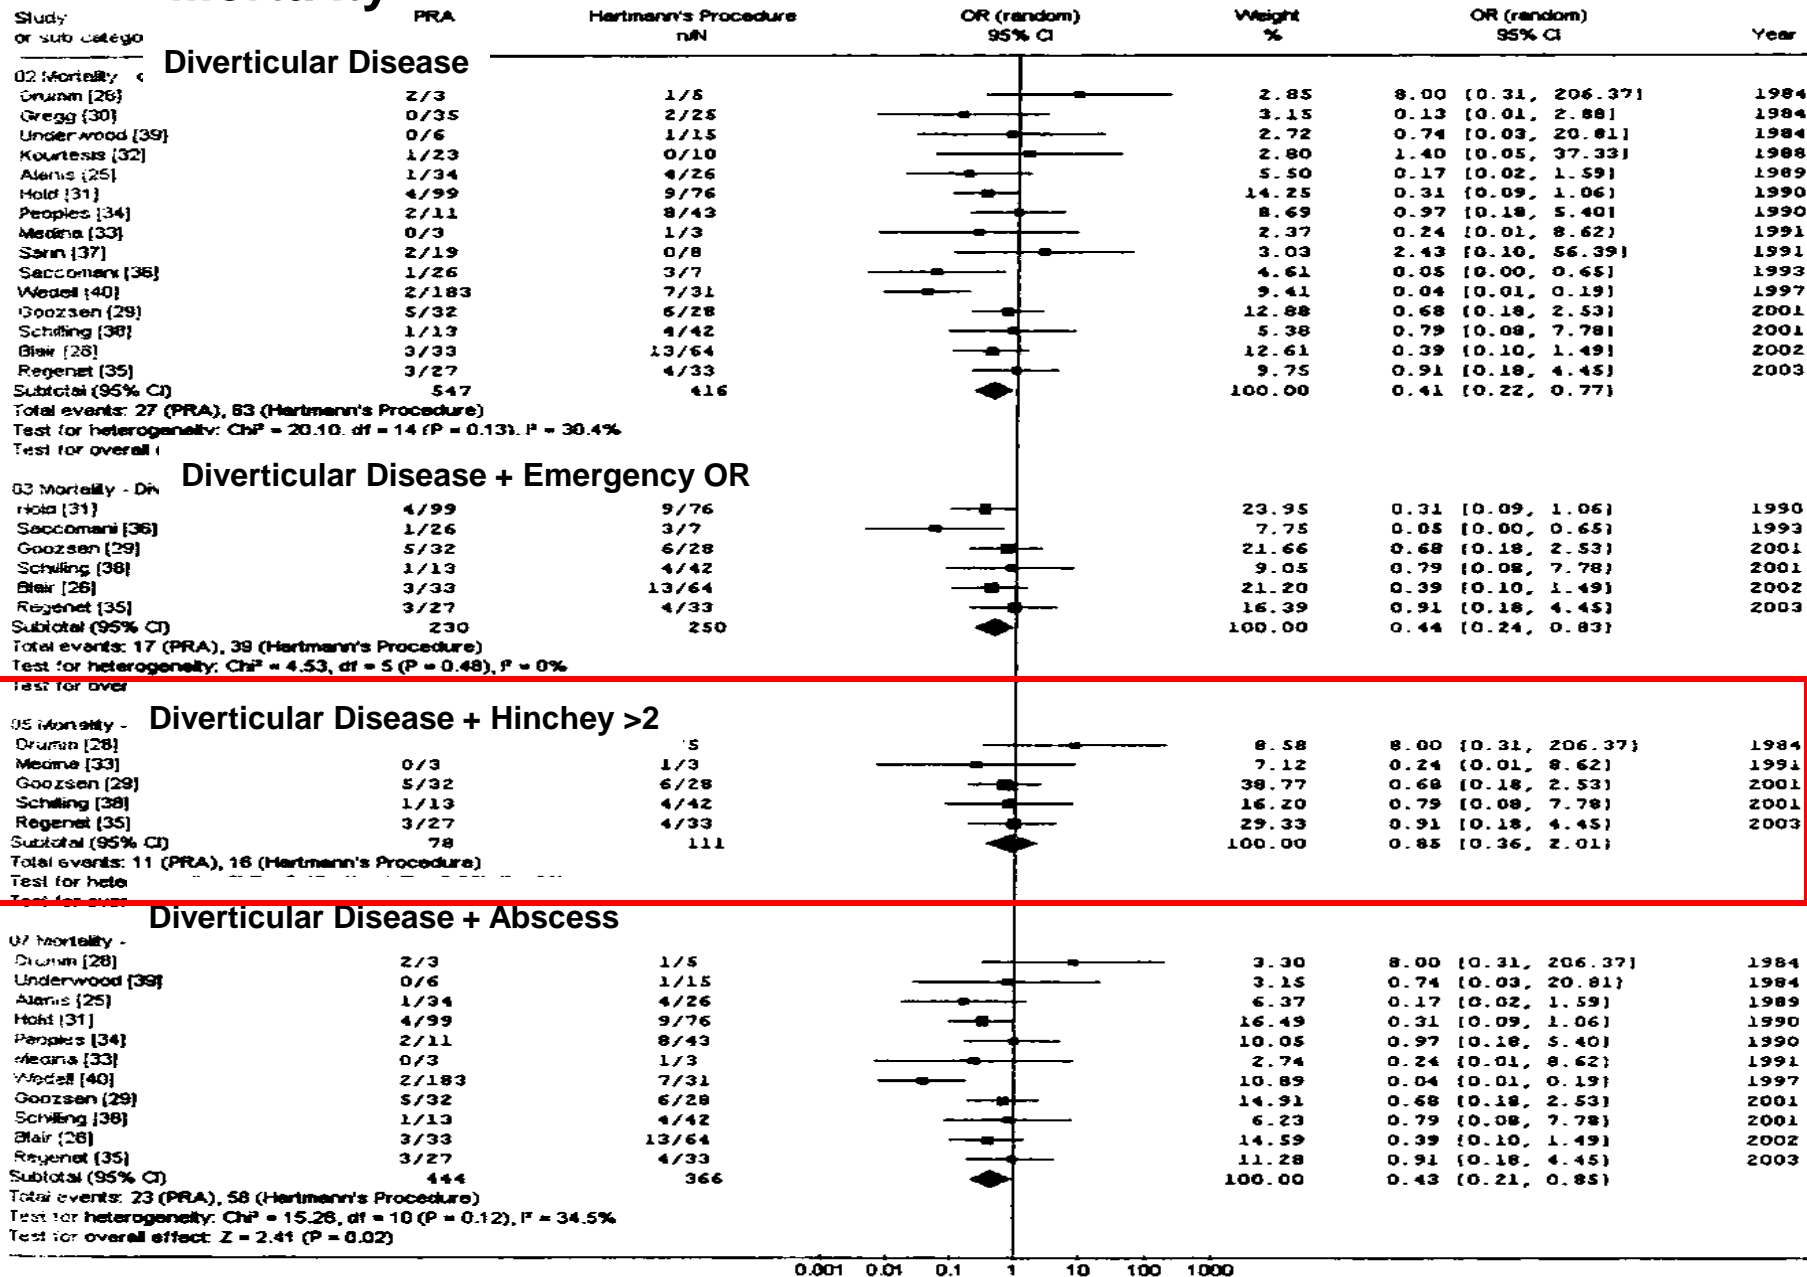 Study PRA Hartmann's Procedure OR (random) Weight OR (random)
or sub catego n/N 95% CI % 95% CI Year
Diverticular Disease
02 Mortality
Drumm 2/3 1/5 2.85 8.00 [0.31, 206.37] 1984
Gregg [30] 0/35 2/25 3.15 0.13 [0.01, 2.88] 1984
Underwood [39] 0/6 1/15 2.72 0.74 [0.03, 20.81] 1984
Kourtesis [32] 1/23 0/10 2.80 1.40 [0.05, 37.33] 1988
Alanis [25] 1/34 4/26 5.50 0.17 [0.02, 1.59] 1989
Hold [31] 4/99 9/76 14.25 0.31 [0.09, 1.06] 1990
Peoples [34] 2/11 8/43 8.69 0.97 [0.18, 5.40] 1990
Medina [33] 0/3 1/3 2.37 0.24 [0.01, 8.62] 1991
Sarin [37] 2/19 0/8 3.03 2.43 [0.10, 56.39] 1991
Saccomani [36] 1/26 3/7 4.61 0.05 [0.00, 0.65] 1993
Wedell [40] 2/183 7/31 9.41 0.04 [0.01, 0.19] 1997
Goozsen [29] 5/32 6/28 12.88 0.68 [0.18, 2.53] 2001
Schilling [38] 1/13 4/42 5.38 0.79 [0.08, 7.78] 2001
Blair 3/33 13/64 12.61 0.39 [0.10, 1.49] 2002
Regenet [35] 3/27 4/33 9.75 0.91 [0.18, 4.45] 2003
Subtotal (95% CI) 547 416 100.00 0.41 [0.22, 0.77]
Total events: 27 (PRA), 63 (Hartmann's Procedure)
Test for heterogeneity: Chi² = 20.10, df = 14 (P = 0.13), I² = 30.4%
Test for overall
Diverticular Disease + Emergency OR
03 Mortality - Div
Hold [31] 4/99 9/76 23.95 0.31 [0.09, 1.06] 1990
Saccomani [36] 1/26 3/7 7.75 0.05 [0.00, 0.65] 1993
Goozsen [29] 5/32 6/28 21.66 0.68 [0.18, 2.53] 2001
Schilling [38] 1/13 4/42 9.05 0.79 [0.08, 7.78] 2001
Blair 3/33 13/64 21.20 0.39 [0.10, 1.49] 2002
Regenet [35] 3/27 4/33 16.39 0.91 [0.18, 4.45] 2003
Subtotal (95% CI) 230 250 100.00 0.44 [0.24, 0.83]
Total events: 17 (PRA), 39 (Hartmann's Procedure)
Test for heterogeneity: Chi² = 4.53, df = 5 (P = 0.48), I² = 0%
Test for over
Diverticular Disease + Hinchey >2
05 Mortality -
Drumm [28] 5 8.58 8.00 [0.31, 206.37] 1984
Medina [33] 0/3 1/3 7.12 0.24 [0.01, 8.62] 1991
Goozsen [29] 5/32 6/28 38.77 0.68 [0.18, 2.53] 2001
Schilling [38] 1/13 4/42 16.20 0.79 [0.08, 7.78] 2001
Regenet [35] 3/27 4/33 29.33 0.91 [0.18, 4.45] 2003
Subtotal (95% CI) 78 111 100.00 0.85 [0.36, 2.01]
Total events: 11 (PRA), 16 (Hartmann's Procedure)
Test for hete
Test for over
Diverticular Disease + Abscess
07 Mortality -
Drumm [28] 2/3 1/5 3.30 8.00 [0.31, 206.37] 1984
Underwood [39] 0/6 1/15 3.15 0.74 [0.03, 20.81] 1984
Alanis [25] 1/34 4/26 6.37 0.17 [0.02, 1.59] 1989
Hold [31] 4/99 9/76 16.49 0.31 [0.09, 1.06] 1990
Peoples [34] 2/11 8/43 10.05 0.97 [0.18, 5.40] 1990
Medina [33] 0/3 1/3 2.74 0.24 [0.01, 8.62] 1991
Wedell [40] 2/183 7/31 10.89 0.04 [0.01, 0.19] 1997
Goozsen [29] 5/32 6/28 14.91 0.68 [0.18, 2.53] 2001
Schilling [38] 1/13 4/42 6.23 0.79 [0.08, 7.78] 2001
Blair 3/33 13/64 14.59 0.39 [0.10, 1.49] 2002
Regenet [35] 3/27 4/33 11.28 0.91 [0.18, 4.45] 2003
Subtotal (95% CI) 444 366 100.00 0.43 [0.21, 0.85]
Total events: 23 (PRA), 58 (Hartmann's Procedure)
Test for heterogeneity: Chi² = 15.28, df = 10 (P = 0.12), I² = 34.5%
Test for overall effect: Z = 2.41 (P = 0.02)
0.001 0.01 0.1 1 10 100 1000